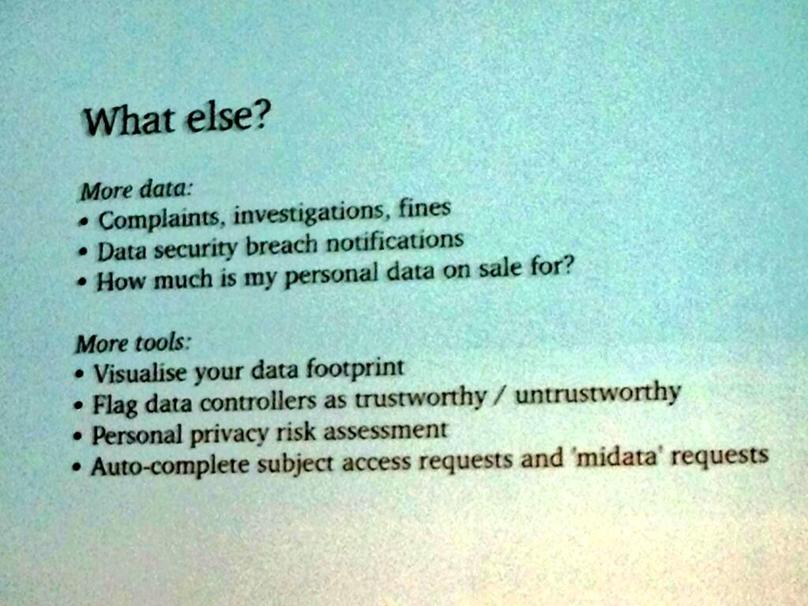 What else?
More data:
• Complaints, investigations, fines
• Data security breach notifications
• How much is my personal data on sale for?
More tools:
• Visualise your data footprint
• Flag data controllers as trustworthy / untrustworthy
• Personal privacy risk assessment
• Auto-complete subject access requests and 'midata' requests